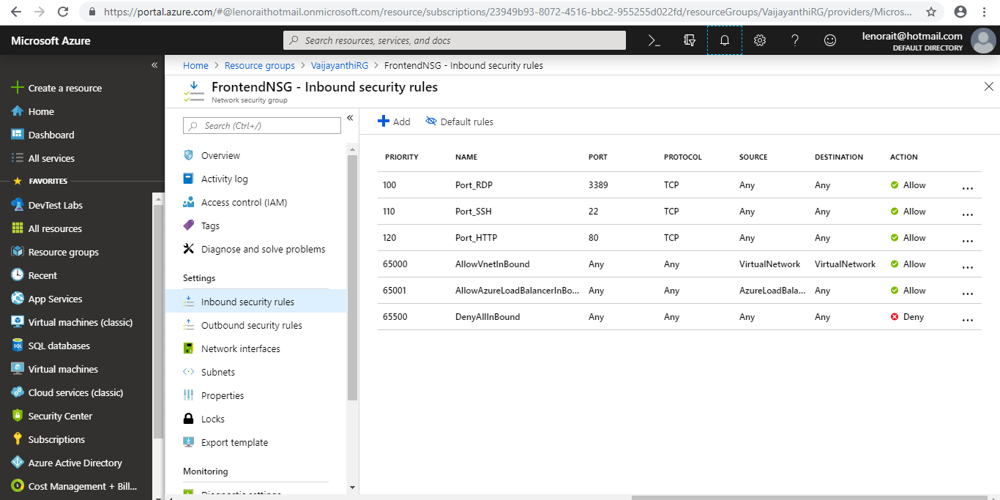 https://portal.azure.com/#@lenoraithotmail.onmicrosoft.com/resource/subscriptions/23949b93-8072-4516-bbc2-955255d022fd/resourceGroups/VaijayanthiRG/providers/Micros...
Microsoft Azure
Search resources, services, and docs
lenorait@hotmail.com
DEFAULT DIRECTORY
Create a resource
Home
Dashboard
All services
FAVORITES
DevTest Labs
All resources
Resource groups
Recent
App Services
Virtual machines (classic)
SQL databases
Virtual machines
Cloud services (classic)
Security Center
Subscriptions
Azure Active Directory
Cost Management + Bill...
Home > Resource groups > VaijayanthiRG > FrontendNSG - Inbound security rules
FrontendNSG - Inbound security rules
Network security group
Search (Ctrl+/)
Overview
Activity log
Access control (IAM)
Tags
Diagnose and solve problems
Settings
Inbound security rules
Outbound security rules
Network interfaces
Subnets
Properties
Locks
Export template
Monitoring
Diagnostic settings
Add Default rules
PRIORITY NAME PORT PROTOCOL SOURCE DESTINATION ACTION
100 Port_RDP 3389 TCP Any Any Allow ...
110 Port_SSH 22 TCP Any Any Allow ...
120 Port_HTTP 80 TCP Any Any Allow ...
65000 AllowVnetInBound Any Any VirtualNetwork VirtualNetwork Allow ...
65001 AllowAzureLoadBalancerInBo... Any Any AzureLoadBala... Any Allow ...
65500 DenyAllInBound Any Any Any Any Deny ...